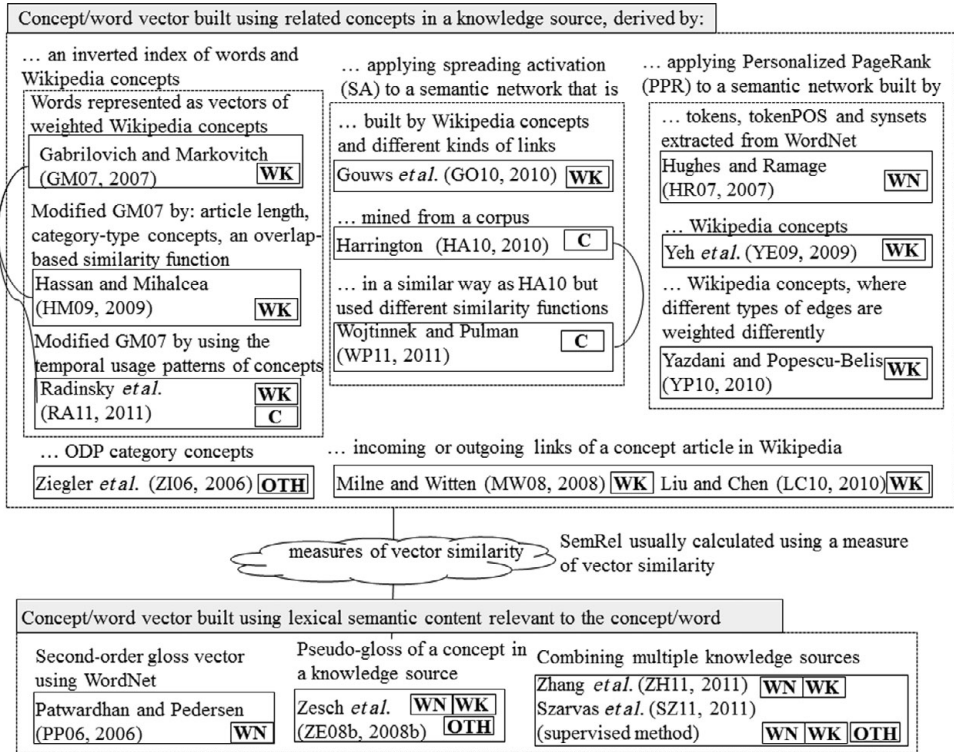 Concept/word vector built using related concepts in a knowledge source, derived by:
… an inverted index of words and
Wikipedia concepts
Words represented as vectors of
weighted Wikipedia concepts
Gabrilovich and Markovitch
(GM07, 2007)
WK
Modified GM07 by: article length,
category-type concepts, an overlap-
based similarity function
Hassan and Mihalcea
(HM09, 2009)
WK
Modified GM07 by using the
temporal usage patterns of concepts
Radinsky et al.
(RA11, 2011)
WK
C
… applying spreading activation
(SA) to a semantic network that is
… built by Wikipedia concepts
and different kinds of links
Gouws et al. (GO10, 2010)
WK
… mined from a corpus
Harrington (HA10, 2010)
C
… in a similar way as HA10 but
used different similarity functions
Wojtinnek and Pulman
(WP11, 2011)
C
… applying Personalized PageRank
(PPR) to a semantic network built by
… tokens, tokenPOS and synsets
extracted from WordNet
Hughes and Ramage
(HR07, 2007)
WN
… Wikipedia concepts
Yeh et al. (YE09, 2009)
WK
… Wikipedia concepts, where
different types of edges are
weighted differently
Yazdani and Popescu-Belis
(YP10, 2010)
WK
… ODP category concepts
Ziegler et al. (ZI06, 2006) OTH
… incoming or outgoing links of a concept article in Wikipedia
Milne and Witten (MW08, 2008) WK Liu and Chen (LC10, 2010) WK
measures of vector similarity
SemRel usually calculated using a measure
of vector similarity
Concept/word vector built using lexical semantic content relevant to the concept/word
Second-order gloss vector
using WordNet
Patwardhan and Pedersen
(PP06, 2006)
WN
Pseudo-gloss of a concept in
a knowledge source
Zesch et al. WN WK
(ZE08b, 2008b) OTH
Combining multiple knowledge sources
Zhang et al. (ZH11, 2011) WN WK
Szarvas et al. (SZ11, 2011)
(supervised method) WN WK OTH